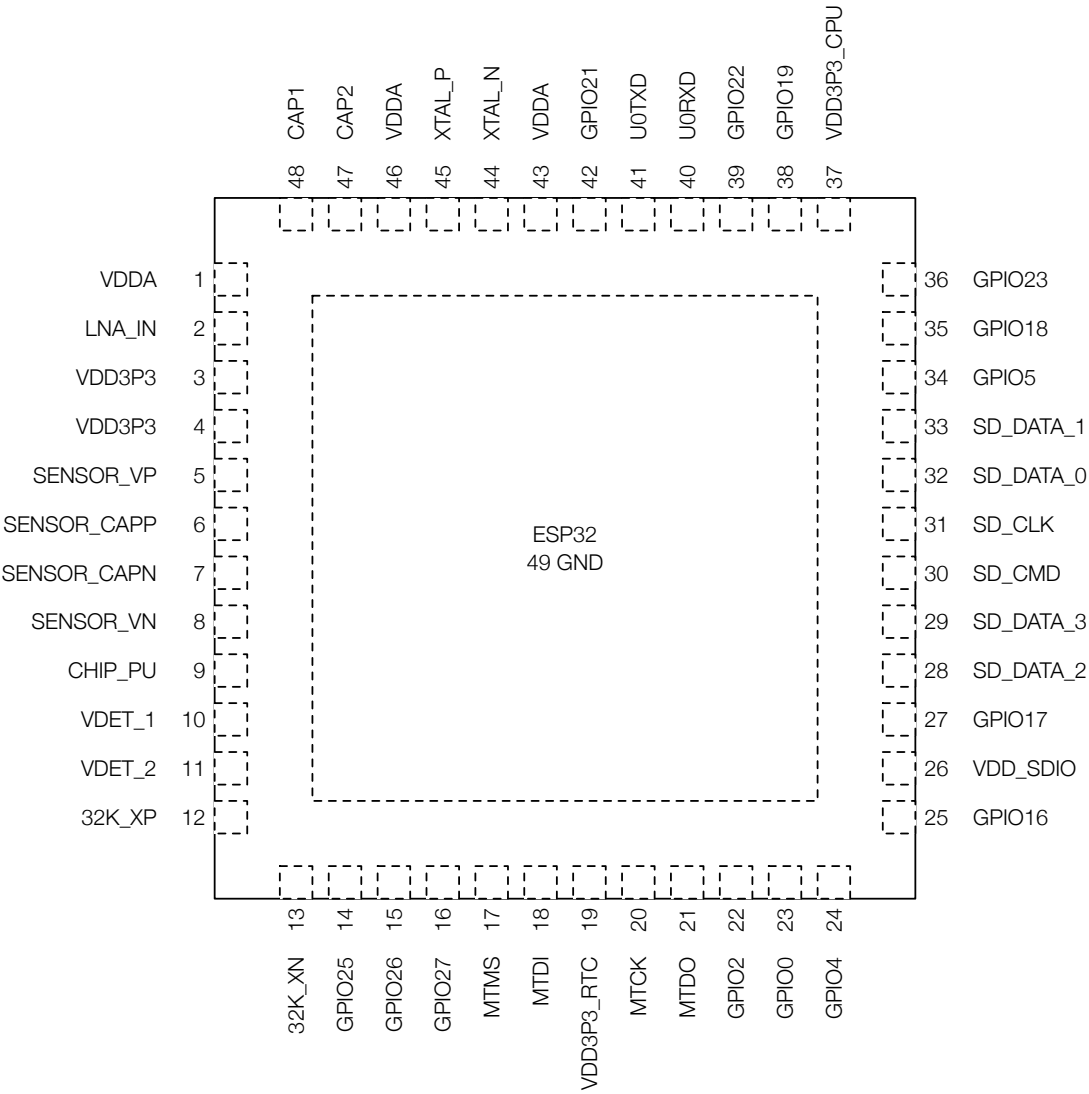 CAP1
CAP2
VDDA
XTAL_P
XTAL_N
VDDA
GPIO21
U0TXD
U0RXD
GPIO22
GPIO19
VDD3P3_CPU
48
47
46
45
44
43
42
41
40
39
38
37
VDDA 1
LNA_IN 2
VDD3P3 3
VDD3P3 4
SENSOR_VP 5
SENSOR_CAPP 6
SENSOR_CAPN 7
SENSOR_VN 8
CHIP_PU 9
VDET_1 10
VDET_2 11
32K_XP 12
ESP32
49 GND
36 GPIO23
35 GPIO18
34 GPIO5
33 SD_DATA_1
32 SD_DATA_0
31 SD_CLK
30 SD_CMD
29 SD_DATA_3
28 SD_DATA_2
27 GPIO17
26 VDD_SDIO
25 GPIO16
13
14
15
16
17
18
19
20
21
22
23
24
32K_XN
GPIO25
GPIO26
GPIO27
MTMS
MTDI
VDD3P3_RTC
MTCK
MTDO
GPIO2
GPIO0
GPIO4